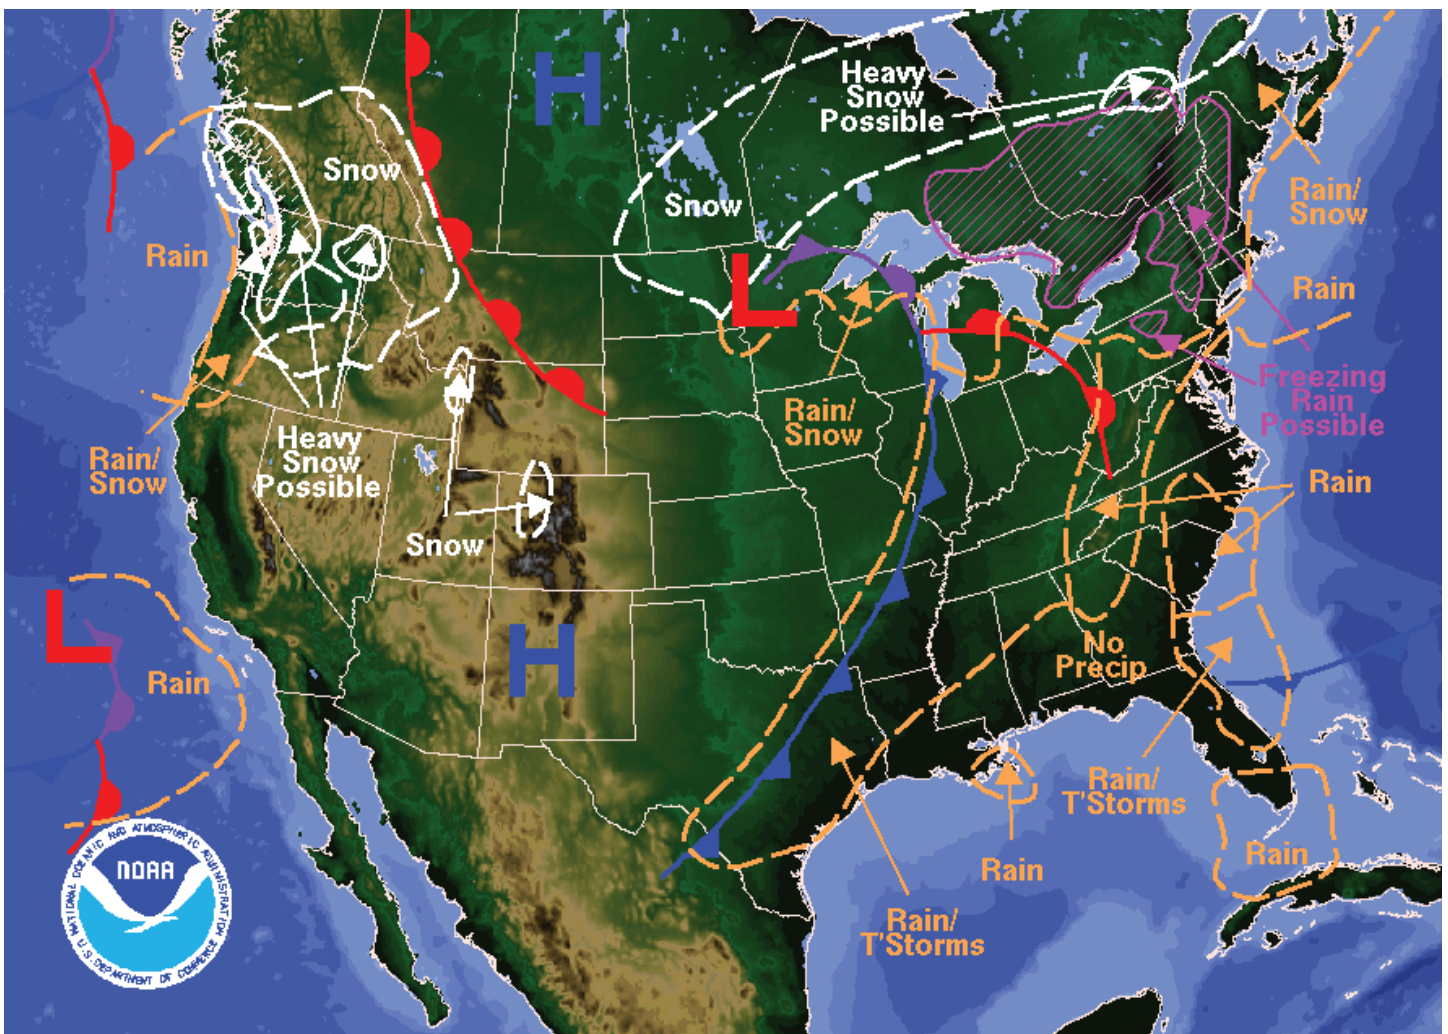 H
Heavy
Snow
Possible
Snow
Snow
Rain/
Snow
Rain
Rain
L
Freezing
Rain
Possible
Rain/
Snow
Rain/
Snow
Heavy
Snow
Possible
Rain
Snow
L
H
No
Precip
Rain
Rain/
T'Storms
Rain
Rain
Rain/
T'Storms
NATIONAL OCEANIC AND ATMOSPHERIC ADMINISTRATION
NOAA
U.S. DEPARTMENT OF COMMERCE